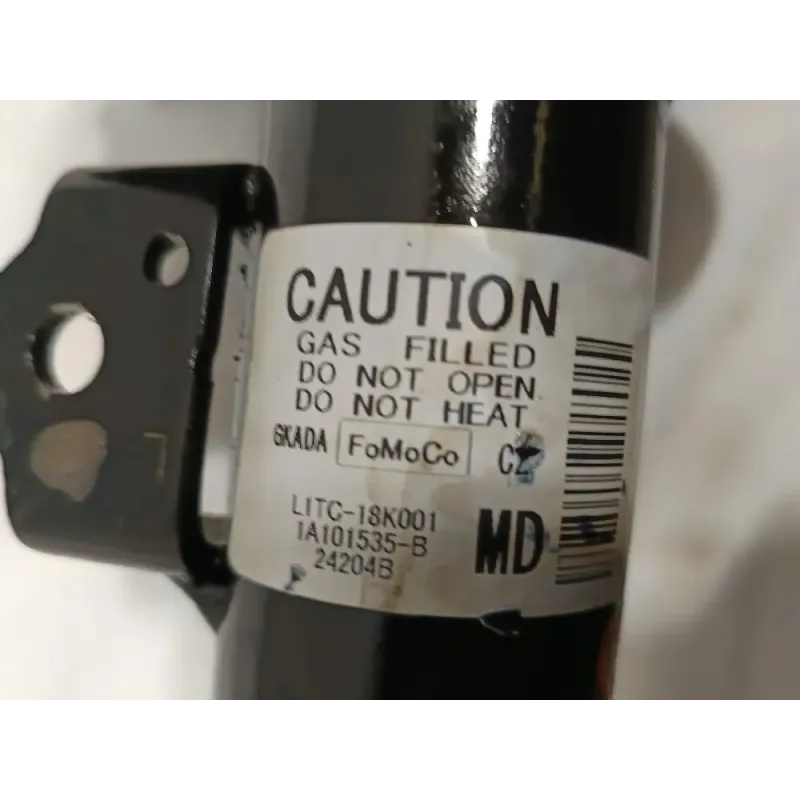 CAUTION
GAS FILLED
DO NOT OPEN
DO NOT HEAT
GKADA FoMoCo CZ
L1TC-18K001
1A101535-B MD
24204B